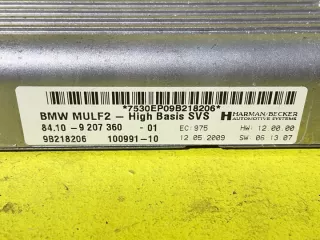 *7530EP09B218206*
BMW MULF2 – High Basis SVS
HARMAN/BECKER
AUTOMOTIVE SYSTEMS
84.10 - 9 207 360 - 01 EC: 975 HW: 12.00.00
9B218206 100991-10 12.05.2009 SW: 06.13.07